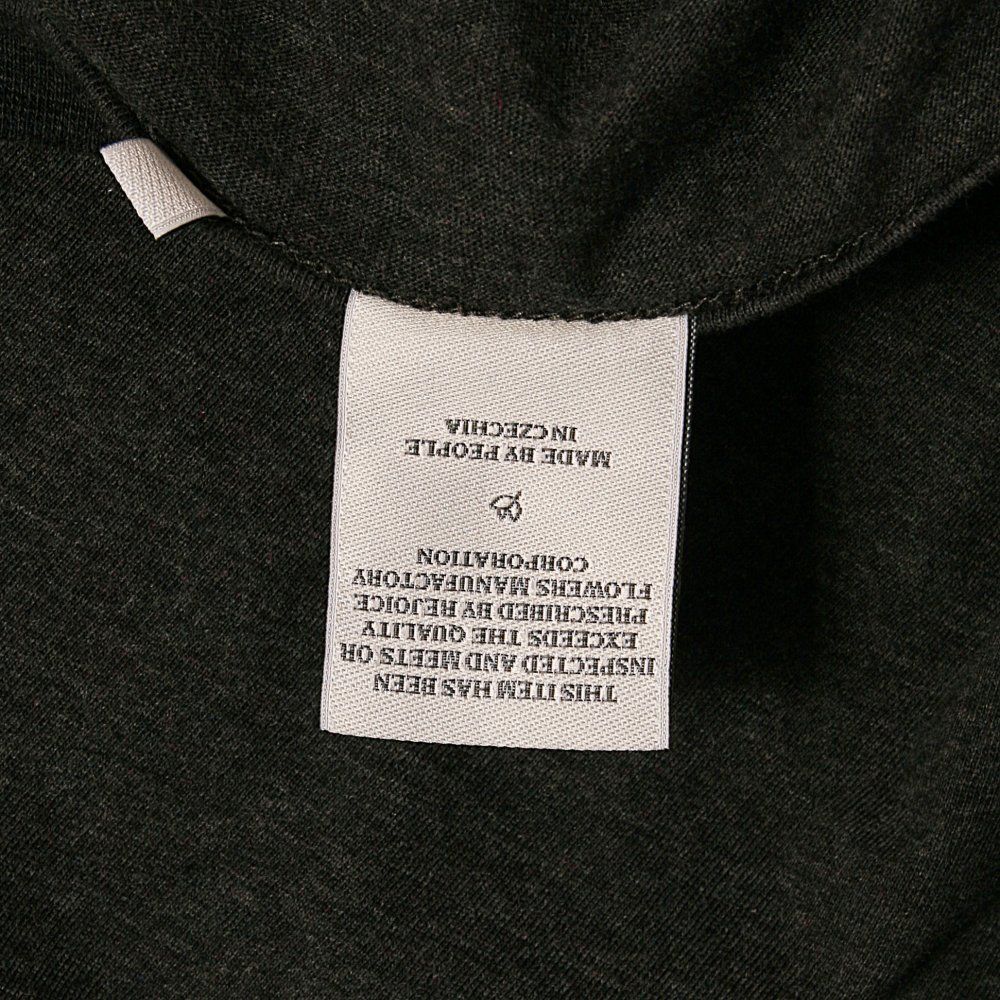 THIS ITEM HAS BEEN
INSPECTED AND MEETS OR
EXCEEDS THE QUALITY
PRESCRIBED BY REJOICE
FLOWERS MANUFACTORY
CORPORATION
MADE BY PEOPLE
IN CZECHIA